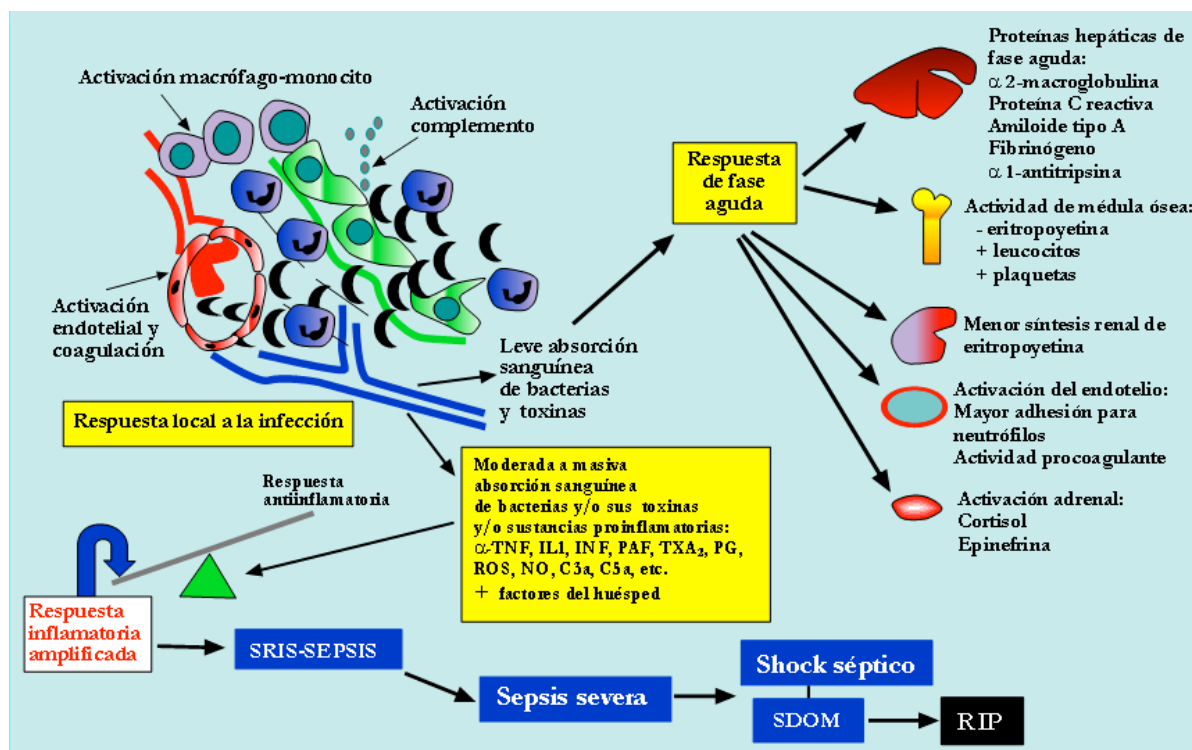 Activación macrófago-monocito
Activación
complemento
Activación
endotelial y
coagulación
Leve absorción
sanguínea
de bacterias
y toxinas
Respuesta local a la infección
Respuesta
de fase
aguda
Proteínas hepáticas de
fase aguda:
α2-macroglobulina
Proteína C reactiva
Amiloide tipo A
Fibrinógeno
α1-antitripsina
Actividad de médula ósea:
- eritropoyetina
+ leucocitos
+ plaquetas
Menor síntesis renal de
eritropoyetina
Activación del endotelio:
Mayor adhesión para
neutrófilos
Actividad procoagulante
Activación adrenal:
Cortisol
Epinefrina
Respuesta
antiinflamatoria
Moderada a masiva
absorción sanguínea
de bacterias y/o sus toxinas
y/o sustancias proinflamatorias:
α-TNF, IL1, INF, PAF, TXA₂, PG,
ROS, NO, C3a, C5a, etc.
+ factores del huésped
Respuesta
inflamatoria
amplificada
SRIS-SEPSIS
Sepsis severa
Shock séptico
SDOM
RIP